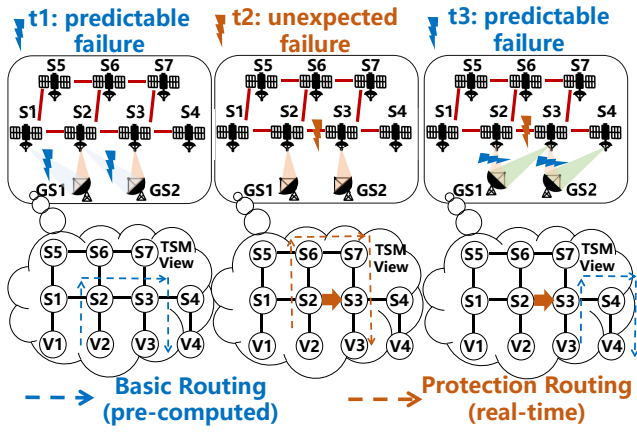 t1: predictable failure
t2: unexpected failure
t3: predictable failure
S5 S6 S7
S1 S2 S3 S4
GS1 GS2
S5 S6 S7
S1 S2 S3 S4
GS1 GS2
S5 S6 S7
S1 S2 S3 S4
GS1 GS2
S5 S6 S7 TSM View
S1 S2 S3 S4
V1 V2 V3 V4
S5 S6 S7 TSM View
S1 S2 S3 S4
V1 V2 V3 V4
S5 S6 S7 TSM View
S1 S2 S3 S4
V1 V2 V3 V4
Basic Routing
(pre-computed)
Protection Routing
(real-time)